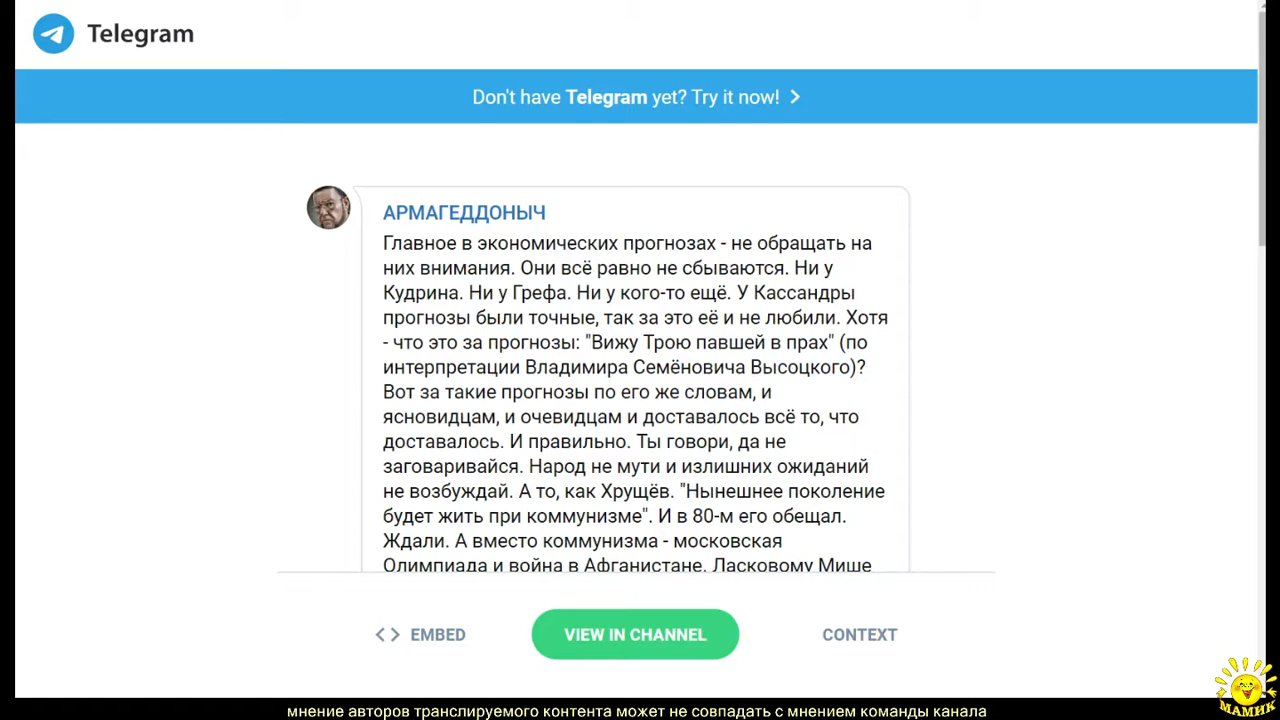 Telegram
Don't have Telegram yet? Try it now!
АРМАГЕДДОНЫЧ
Главное в экономических прогнозах - не обращать на
них внимания. Они всё равно не сбываются. Ни у
Кудрина. Ни у Грефа. Ни у кого-то ещё. У Кассандры
прогнозы были точные, так за это её и не любили. Хотя
- что это за прогнозы: "Вижу Трою павшей в прах" (по
интерпретации Владимира Семёновича Высоцкого)?
Вот за такие прогнозы по его же словам, и
ясновидцам, и очевидцам и доставалось всё то, что
доставалось. И правильно. Ты говори, да не
заговаривайся. Народ не мути и излишних ожиданий
не возбуждай. А то, как Хрущёв. "Нынешнее поколение
будет жить при коммунизме". И в 80-м его обещал.
Ждали. А вместо коммунизма - московская
Олимпиада и война в Афганистане. Ласковому Мише
EMBED
VIEW IN CHANNEL
CONTEXT
МАМИК
мнение авторов транслируемого контента может не совпадать с мнением команды канала